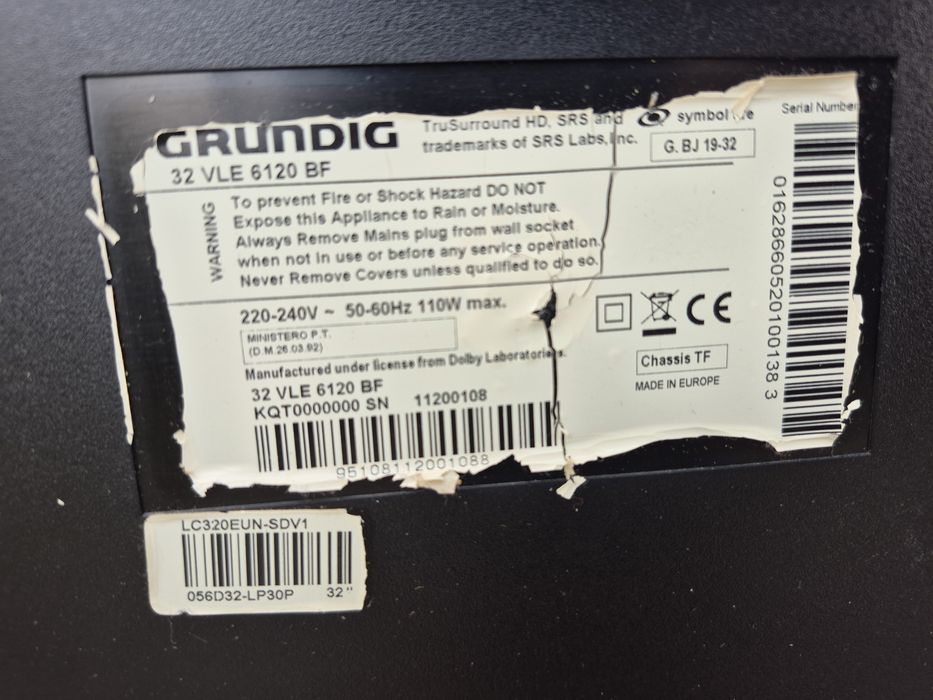 GRUNDIG
32 VLE 6120 BF
TruSurround HD, SRS and symbol
trademarks of SRS Labs, Inc.
G. BJ 19-32
Serial Number
WARNING
To prevent Fire or Shock Hazard DO NOT
Expose this Appliance to Rain or Moisture.
Always Remove Mains plug from wall socket
when not in use or before any service operation.
Never Remove Covers unless qualified to do so.
220-240V ~ 50-60Hz 110W max.
MINISTERO P.T.
(D.M.26.03.92)
Manufactured under license from Dolby Laboratories.
32 VLE 6120 BF
KQT0000000 SN 11200108
95108112001088
CE
Chassis TF
MADE IN EUROPE
01628660520100138 3
LC320EUN-SDV1
056D32-LP30P 32"